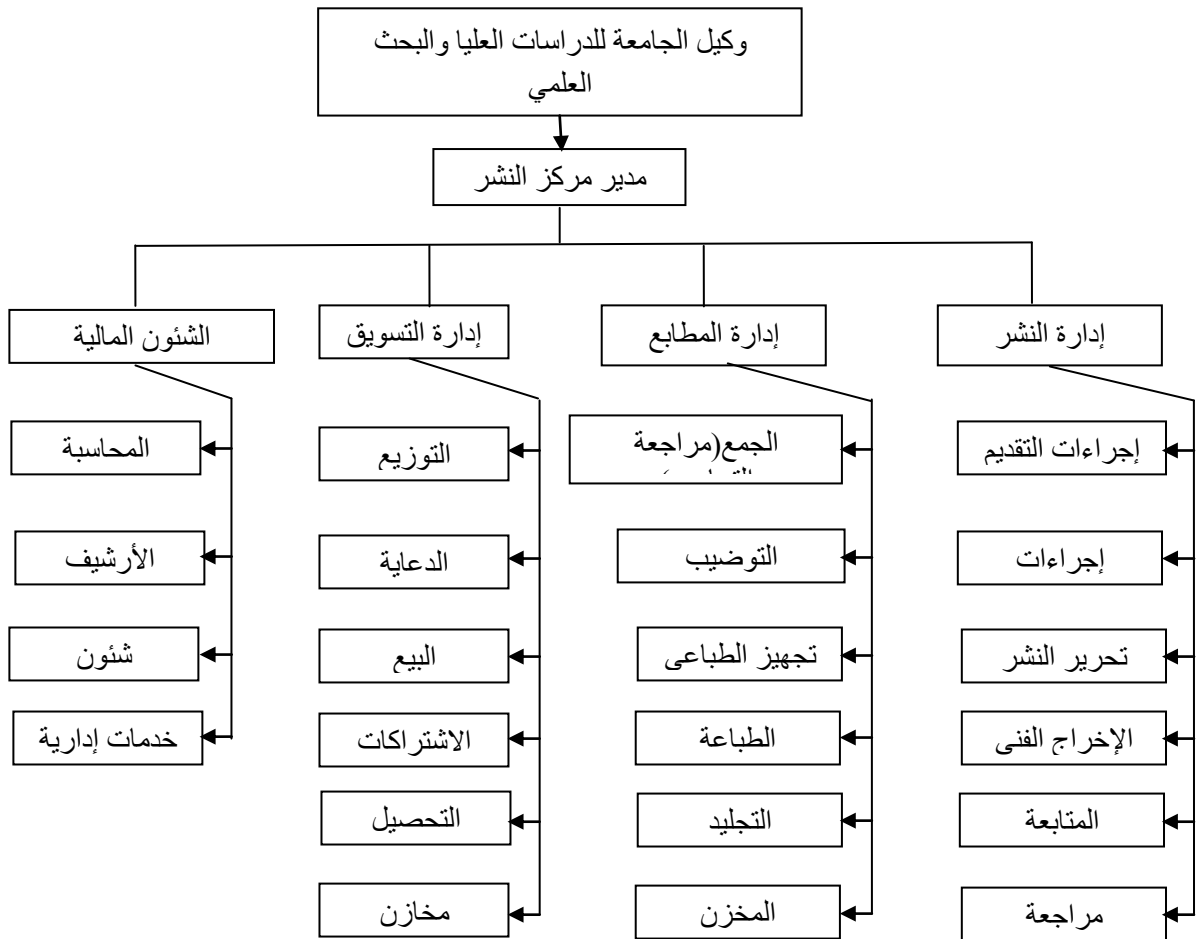 وكيل الجامعة للدراسات العليا والبحث
العلمي
مدير مركز النشر
إدارة النشر
إدارة المطابع
إدارة التسويق
الشئون المالية
إجراءات التقديم
إجراءات
تحرير النشر
الإخراج الفنى
المتابعة
مراجعة
الجمع(مراجعة
التوضيب
تجهيز الطباعى
الطباعة
التجليد
المخزن
التوزيع
الدعاية
البيع
الاشتراكات
التحصيل
مخازن
المحاسبة
الأرشيف
شئون
خدمات إدارية